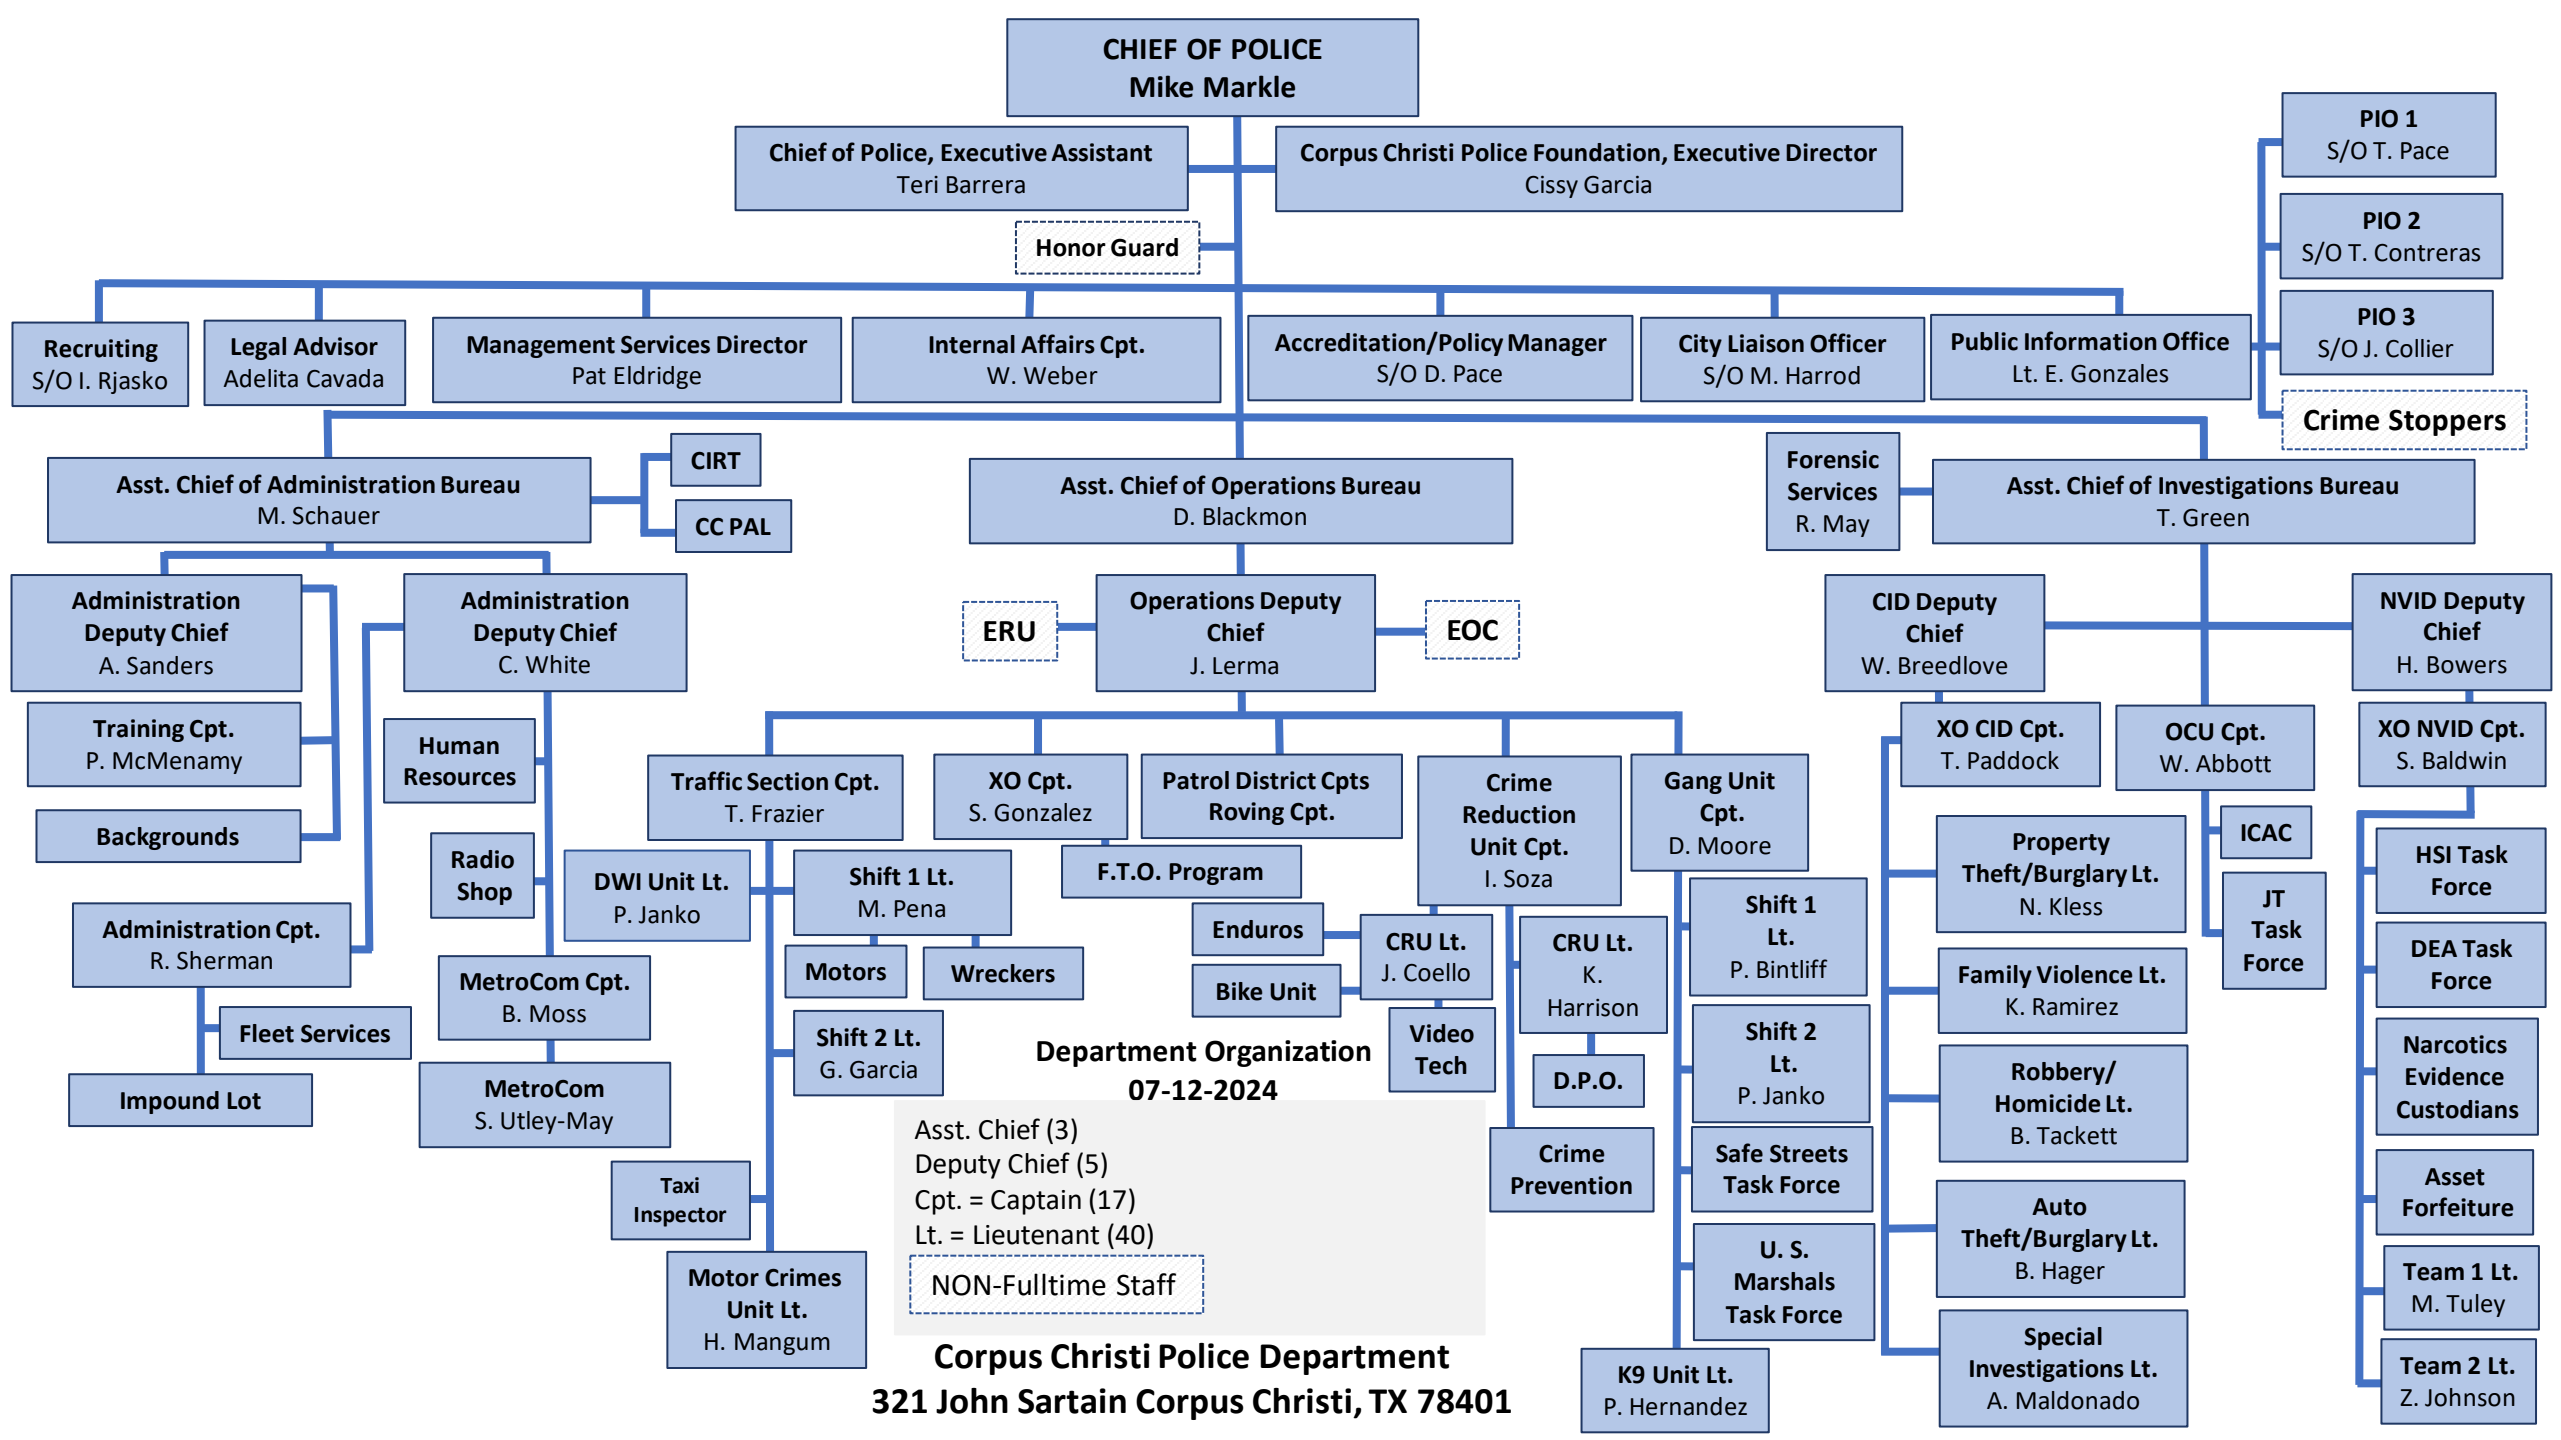 CHIEF OF POLICE
Mike Markle
Chief of Police, Executive Assistant
Teri Barrera
Corpus Christi Police Foundation, Executive Director
Cissy Garcia
Honor Guard
PIO 1
S/O T. Pace
PIO 2
S/O T. Contreras
PIO 3
S/O J. Collier
Crime Stoppers
Recruiting
S/O I. Rjasko
Legal Advisor
Adelita Cavada
Management Services Director
Pat Eldridge
Internal Affairs Cpt.
W. Weber
Accreditation/Policy Manager
S/O D. Pace
City Liaison Officer
S/O M. Harrod
Public Information Office
Lt. E. Gonzales
Asst. Chief of Administration Bureau
M. Schauer
CIRT
CC PAL
Asst. Chief of Operations Bureau
D. Blackmon
Forensic
Services
R. May
Asst. Chief of Investigations Bureau
T. Green
Administration
Deputy Chief
A. Sanders
Administration
Deputy Chief
C. White
ERU
Operations Deputy
Chief
J. Lerma
EOC
CID Deputy
Chief
W. Breedlove
NVID Deputy
Chief
H. Bowers
Training Cpt.
P. McMenamy
Backgrounds
Human
Resources
Radio
Shop
Administration Cpt.
R. Sherman
Fleet Services
Impound Lot
MetroCom Cpt.
B. Moss
MetroCom
S. Utley-May
Traffic Section Cpt.
T. Frazier
DWI Unit Lt.
P. Janko
Shift 1 Lt.
M. Pena
Motors
Wreckers
Shift 2 Lt.
G. Garcia
Taxi
Inspector
Motor Crimes
Unit Lt.
H. Mangum
XO Cpt.
S. Gonzalez
F.T.O. Program
Patrol District Cpts
Roving Cpt.
Crime
Reduction
Unit Cpt.
I. Soza
Enduros
Bike Unit
CRU Lt.
J. Coello
Video
Tech
CRU Lt.
K.
Harrison
D.P.O.
Crime
Prevention
Gang Unit
Cpt.
D. Moore
Shift 1
Lt.
P. Bintliff
Shift 2
Lt.
P. Janko
Safe Streets
Task Force
U. S.
Marshals
Task Force
K9 Unit Lt.
P. Hernandez
XO CID Cpt.
T. Paddock
Property
Theft/Burglary Lt.
N. Kless
Family Violence Lt.
K. Ramirez
Robbery/
Homicide Lt.
B. Tackett
Auto
Theft/Burglary Lt.
B. Hager
Special
Investigations Lt.
A. Maldonado
OCU Cpt.
W. Abbott
ICAC
JT
Task
Force
XO NVID Cpt.
S. Baldwin
HSI Task
Force
DEA Task
Force
Narcotics
Evidence
Custodians
Asset
Forfeiture
Team 1 Lt.
M. Tuley
Team 2 Lt.
Z. Johnson
Department Organization
07-12-2024
Asst. Chief (3)
Deputy Chief (5)
Cpt. = Captain (17)
Lt. = Lieutenant (40)
NON-Fulltime Staff
Corpus Christi Police Department
321 John Sartain Corpus Christi, TX 78401